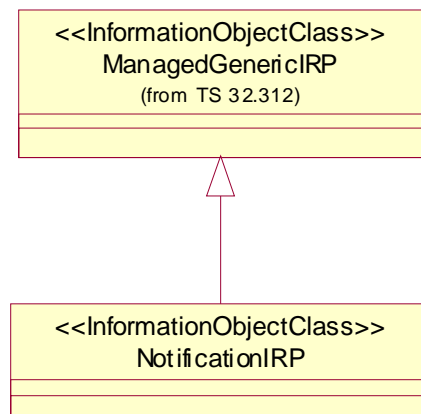 <<InformationObjectClass>>
ManagedGenericIRP
(from TS 32.312)
<<InformationObjectClass>>
NotificationIRP